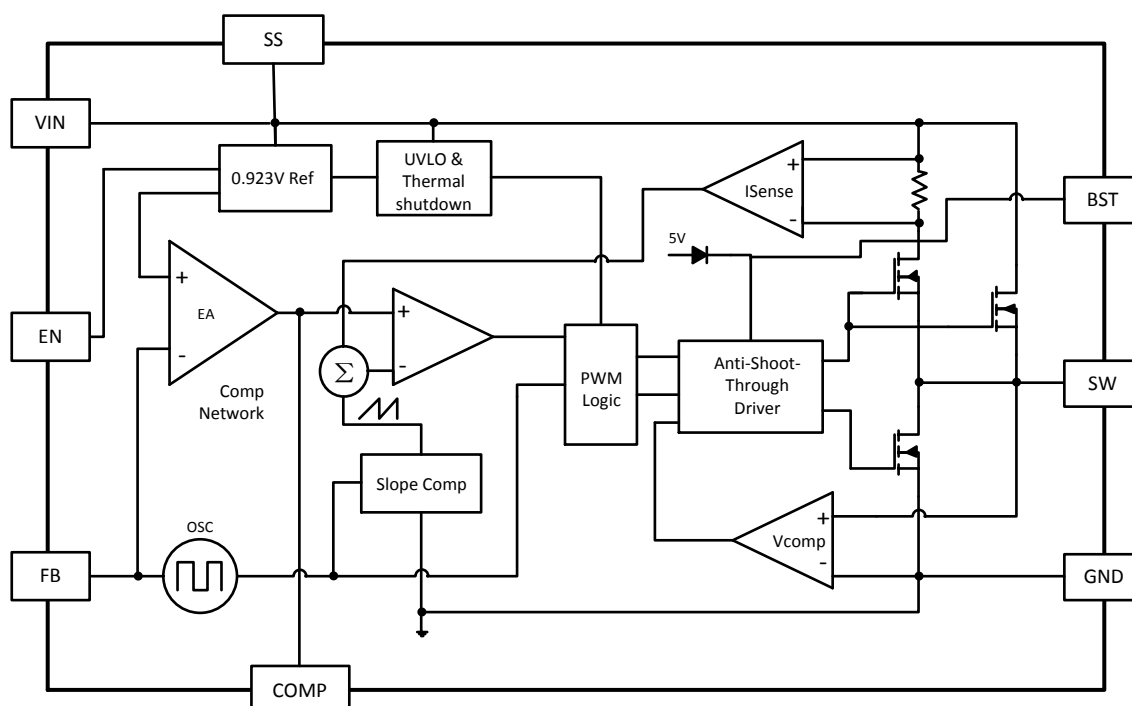 SS
VIN
0.923V Ref
UVLO &
Thermal
shutdown
+
ISense
-
BST
5V
+
EA
-
EN
Comp
Network
+
-
Σ
PWM
Logic
Anti-Shoot-
Through
Driver
SW
Slope Comp
+
Vcomp
-
OSC
FB
GND
COMP